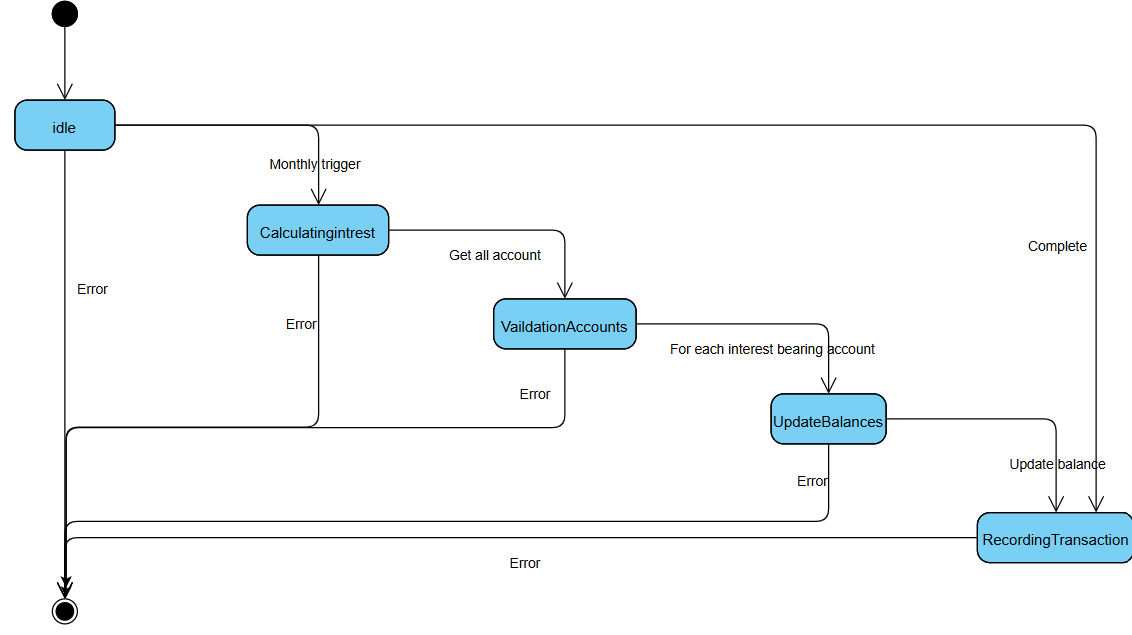 idle
Monthly trigger
Calculatingintrest
Complete
Get all account
Error
Error
VaildationAccounts
For each interest bearing account
Error
UpdateBalances
Update balance
Error
RecordingTransaction
Error